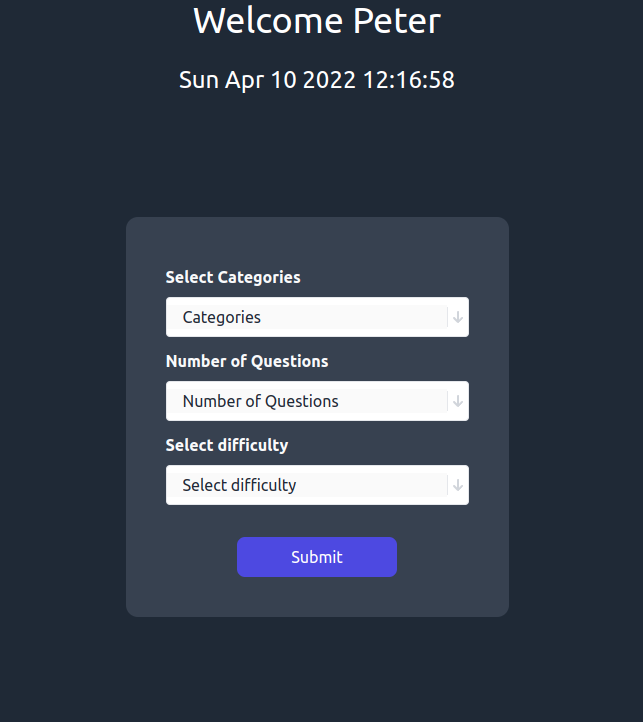 Welcome Peter
Sun Apr 10 2022 12:16:58
Select Categories
Categories
Number of Questions
Number of Questions
Select difficulty
Select difficulty
Submit